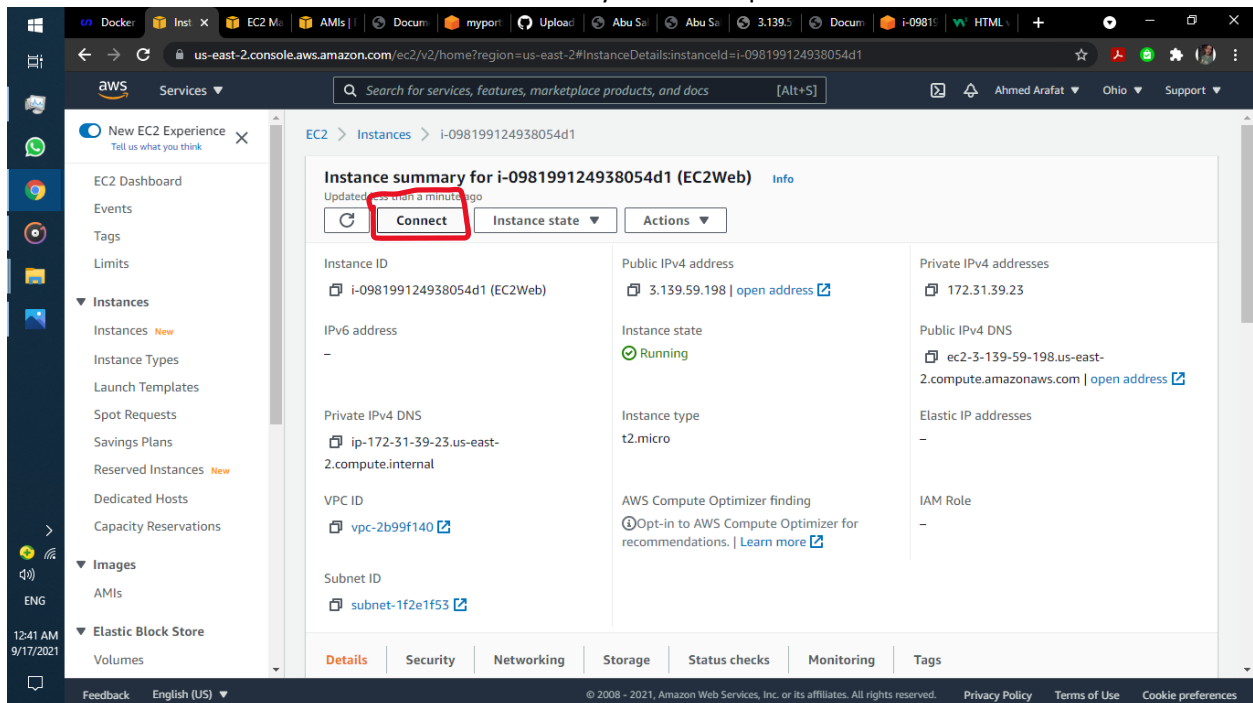 Docker
Inst
EC2 Ma
AMIs |
Docum
myport
Upload
Abu Sal
Abu Sa
3.139.5
Docum
i-09819
HTML
us-east-2.console.aws.amazon.com/ec2/v2/home?region=us-east-2#InstanceDetails:instanceId=i-098199124938054d1
aws
Services ▼
Search for services, features, marketplace products, and docs [Alt+S]
Ahmed Arafat ▼
Ohio ▼
Support ▼
New EC2 Experience
Tell us what you think
EC2 Dashboard
Events
Tags
Limits
▼ Instances
Instances New
Instance Types
Launch Templates
Spot Requests
Savings Plans
Reserved Instances New
Dedicated Hosts
Capacity Reservations
▼ Images
AMIs
▼ Elastic Block Store
Volumes
EC2 > Instances > i-098199124938054d1
Instance summary for i-098199124938054d1 (EC2Web) Info
Updated less than a minute ago
Connect
Instance state ▼
Actions ▼
Instance ID
i-098199124938054d1 (EC2Web)
Public IPv4 address
3.139.59.198 | open address
Private IPv4 addresses
172.31.39.23
IPv6 address
–
Instance state
Running
Public IPv4 DNS
ec2-3-139-59-198.us-east-
2.compute.amazonaws.com | open address
Private IPv4 DNS
ip-172-31-39-23.us-east-
2.compute.internal
Instance type
t2.micro
Elastic IP addresses
–
VPC ID
vpc-2b99f140
AWS Compute Optimizer finding
Opt-in to AWS Compute Optimizer for
recommendations. | Learn more
IAM Role
–
Subnet ID
subnet-1f2e1f53
Details
Security
Networking
Storage
Status checks
Monitoring
Tags
ENG
12:41 AM
9/17/2021
Feedback
English (US) ▼
© 2008 - 2021, Amazon Web Services, Inc. or its affiliates. All rights reserved.
Privacy Policy
Terms of Use
Cookie preferences